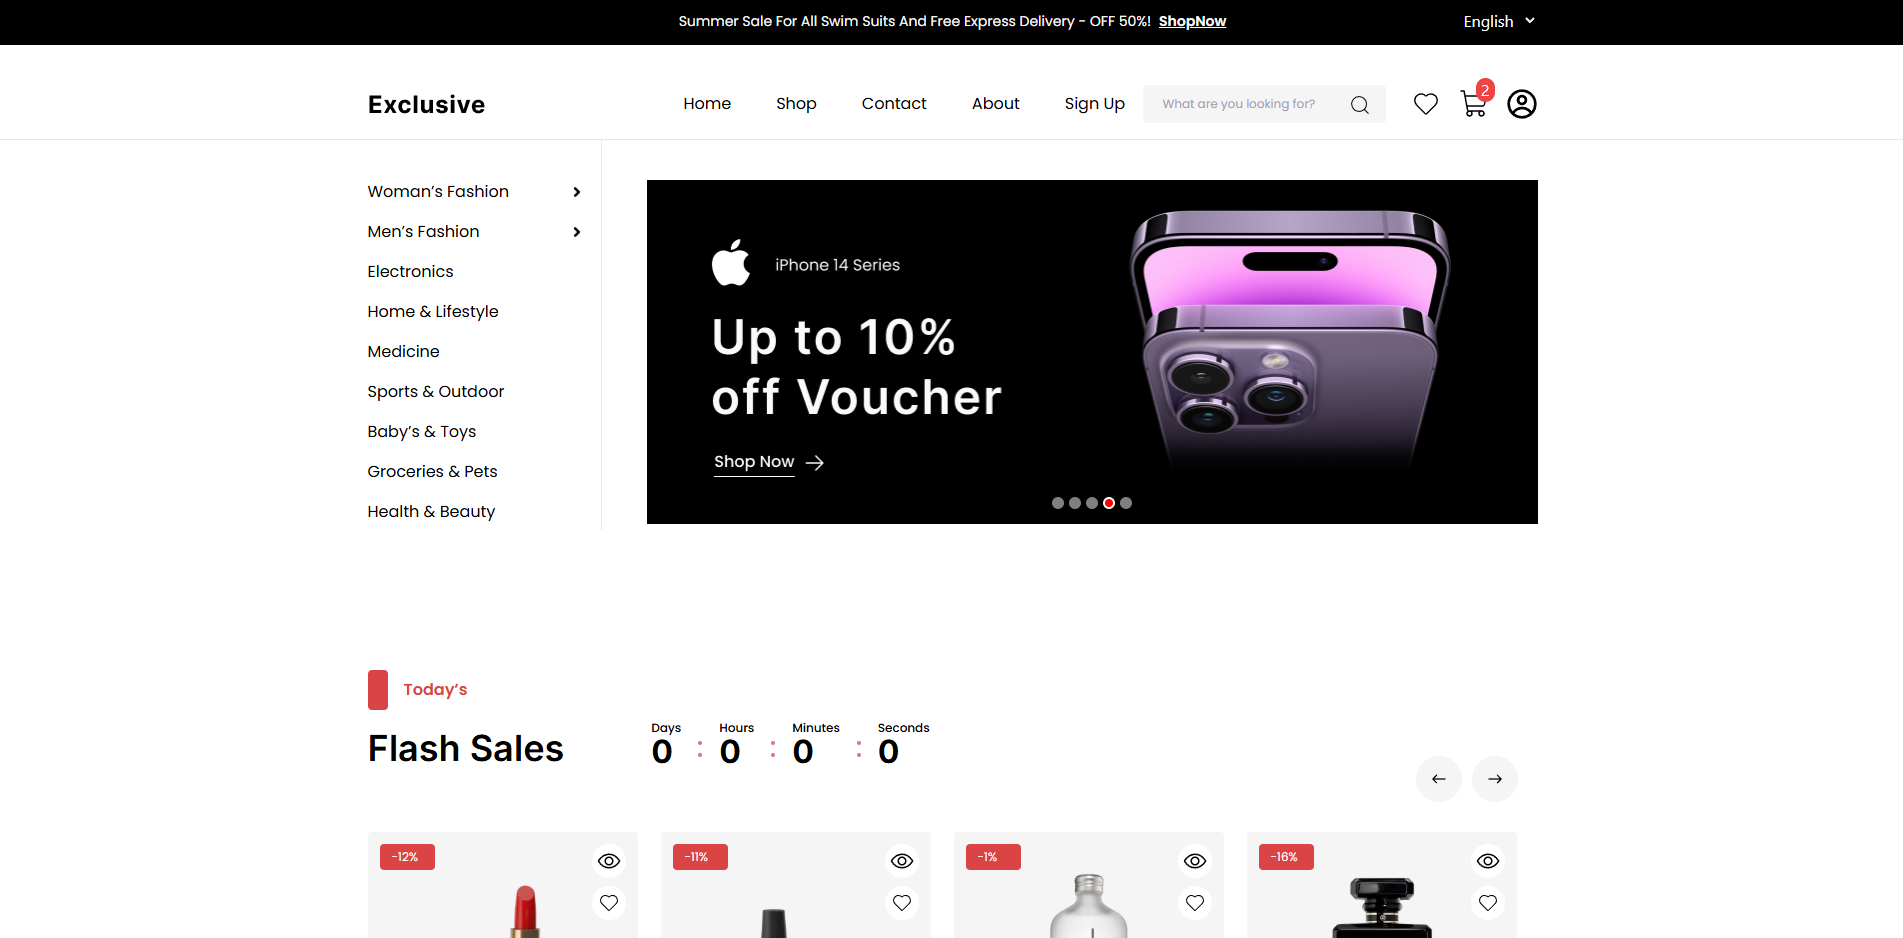 Summer Sale For All Swim Suits And Free Express Delivery - OFF 50%! ShopNow
English
Exclusive
Home
Shop
Contact
About
Sign Up
What are you looking for?
2
Woman’s Fashion
Men’s Fashion
Electronics
Home & Lifestyle
Medicine
Sports & Outdoor
Baby’s & Toys
Groceries & Pets
Health & Beauty
iPhone 14 Series
Up to 10%
off Voucher
Shop Now
Today’s
Flash Sales
Days Hours Minutes Seconds
0 : 0 : 0 : 0
-12%
-11%
-1%
-16%